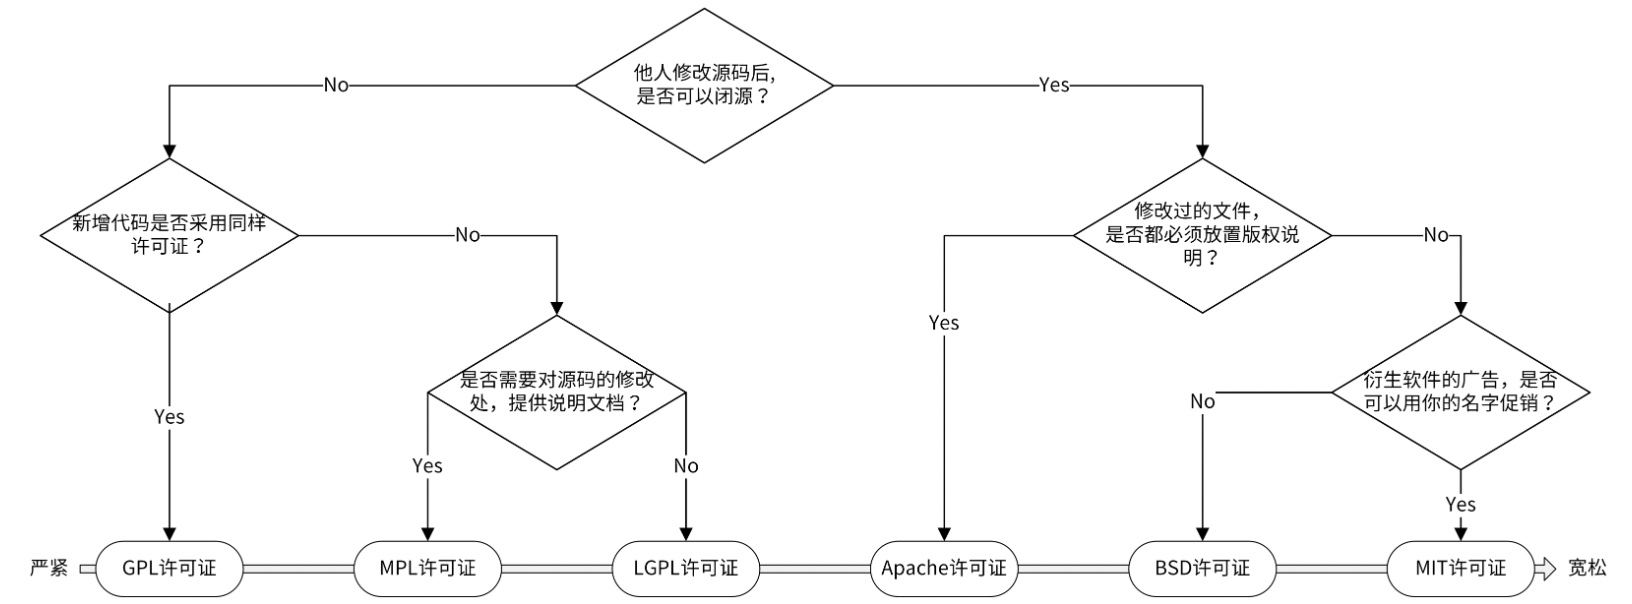 他人修改源码后,
是否可以闭源？
No
Yes
新增代码是否采用同样
许可证？
No
修改过的文件，
是否都必须放置版权说
明？
No
Yes
是否需要对源码的修改
处，提供说明文档？
衍生软件的广告，是否
可以用你的名字促销？
No
Yes
Yes
No
Yes
严紧
GPL许可证
MPL许可证
LGPL许可证
Apache许可证
BSD许可证
MIT许可证
宽松